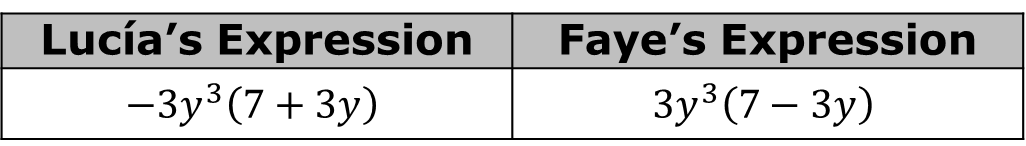 Lucía’s Expression Faye’s Expression
−3y³(7 + 3y) 3y³(7 − 3y)